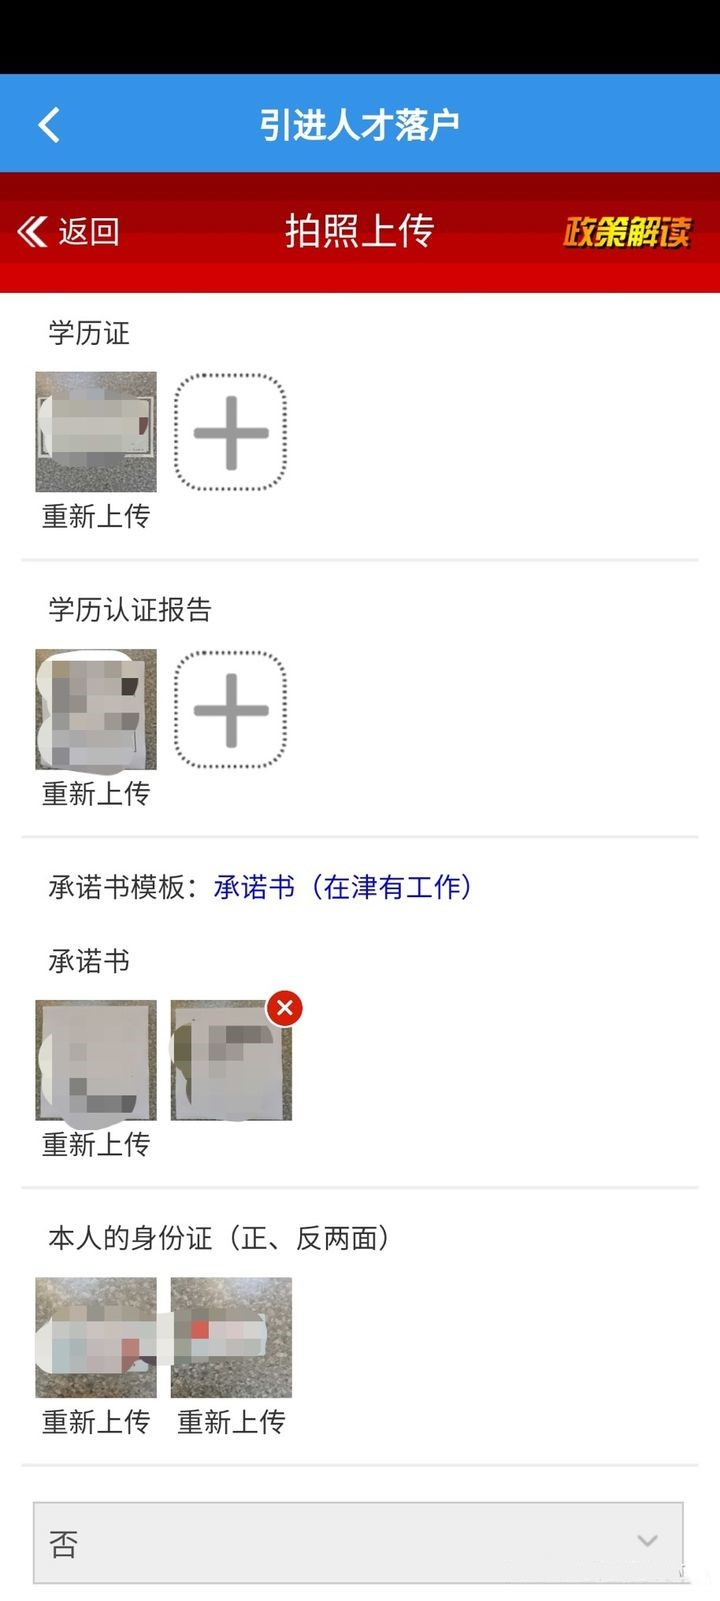 引进人才落户
返回 拍照上传 政策解读
学历证
重新上传
学历认证报告
重新上传
承诺书模板：承诺书（在津有工作）
承诺书
重新上传
本人的身份证（正、反两面）
重新上传 重新上传
否